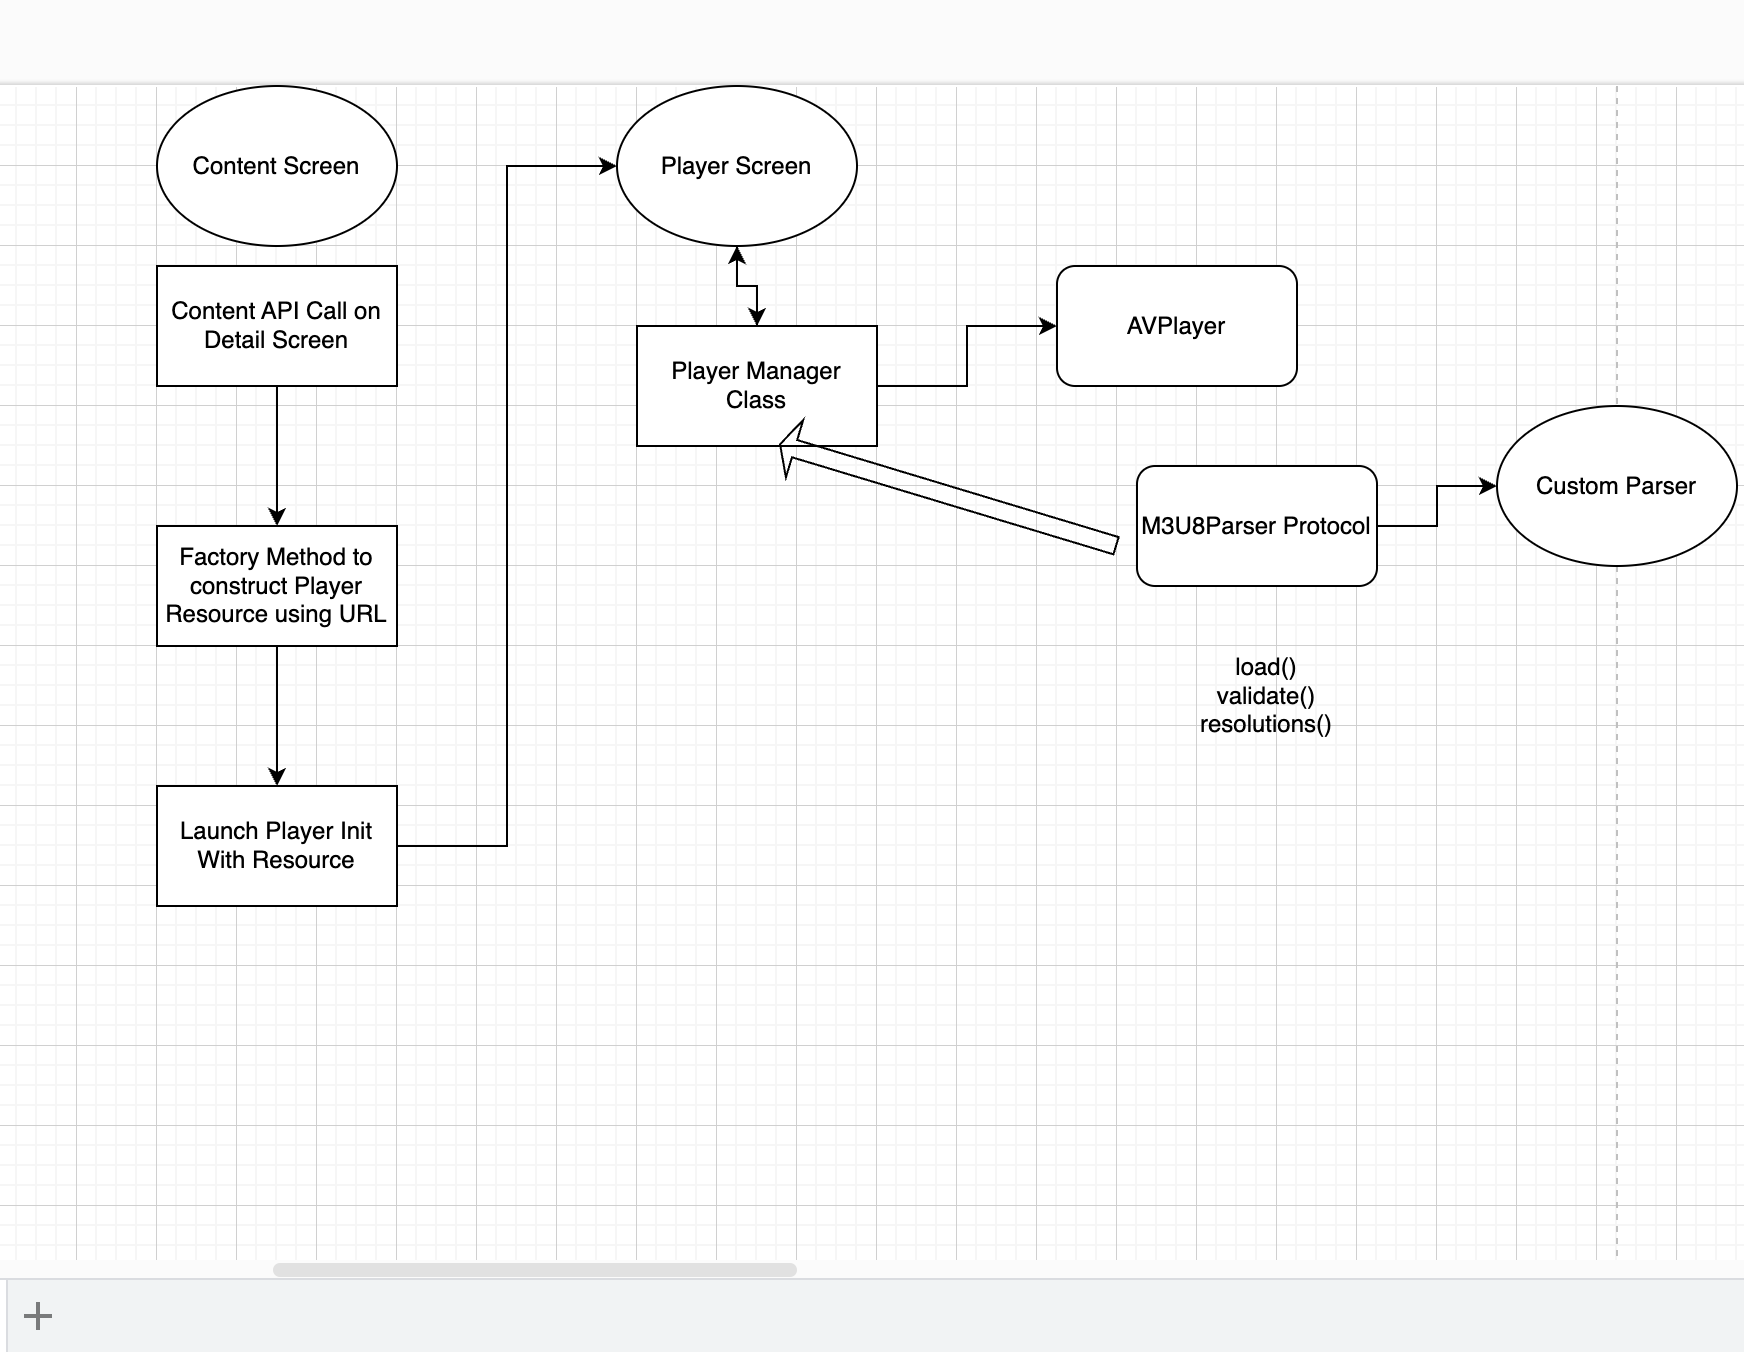 Content Screen
Player Screen
Content API Call on
Detail Screen
AVPlayer
Player Manager
Class
Custom Parser
M3U8Parser Protocol
Factory Method to
construct Player
Resource using URL
load()
validate()
resolutions()
Launch Player Init
With Resource